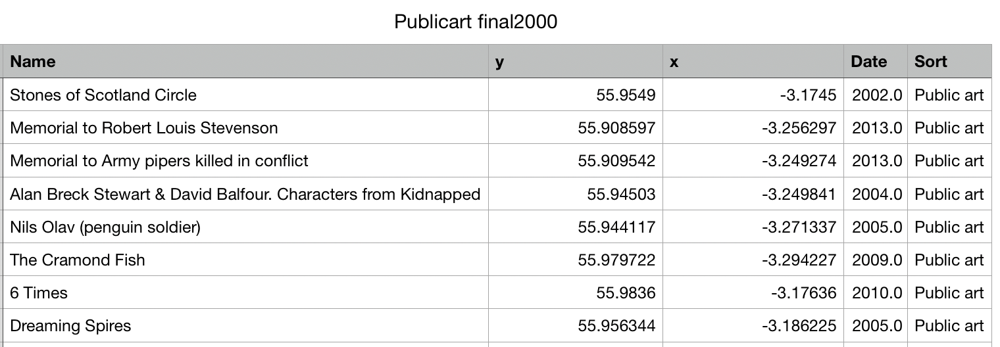 Publicart final2000
Name y x Date Sort
Stones of Scotland Circle 55.9549 -3.1745 2002.0 Public art
Memorial to Robert Louis Stevenson 55.908597 -3.256297 2013.0 Public art
Memorial to Army pipers killed in conflict 55.909542 -3.249274 2013.0 Public art
Alan Breck Stewart & David Balfour. Characters from Kidnapped 55.94503 -3.249841 2004.0 Public art
Nils Olav (penguin soldier) 55.944117 -3.271337 2005.0 Public art
The Cramond Fish 55.979722 -3.294227 2009.0 Public art
6 Times 55.9836 -3.17636 2010.0 Public art
Dreaming Spires 55.956344 -3.186225 2005.0 Public art